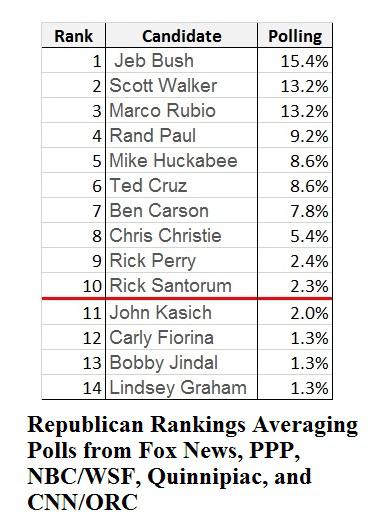 Rank Candidate Polling
1 Jeb Bush 15.4%
2 Scott Walker 13.2%
3 Marco Rubio 13.2%
4 Rand Paul 9.2%
5 Mike Huckabee 8.6%
6 Ted Cruz 8.6%
7 Ben Carson 7.8%
8 Chris Christie 5.4%
9 Rick Perry 2.4%
10 Rick Santorum 2.3%
11 John Kasich 2.0%
12 Carly Fiorina 1.3%
13 Bobby Jindal 1.3%
14 Lindsey Graham 1.3%
Republican Rankings Averaging
Polls from Fox News, PPP,
NBC/WSF, Quinnipiac, and
CNN/ORC